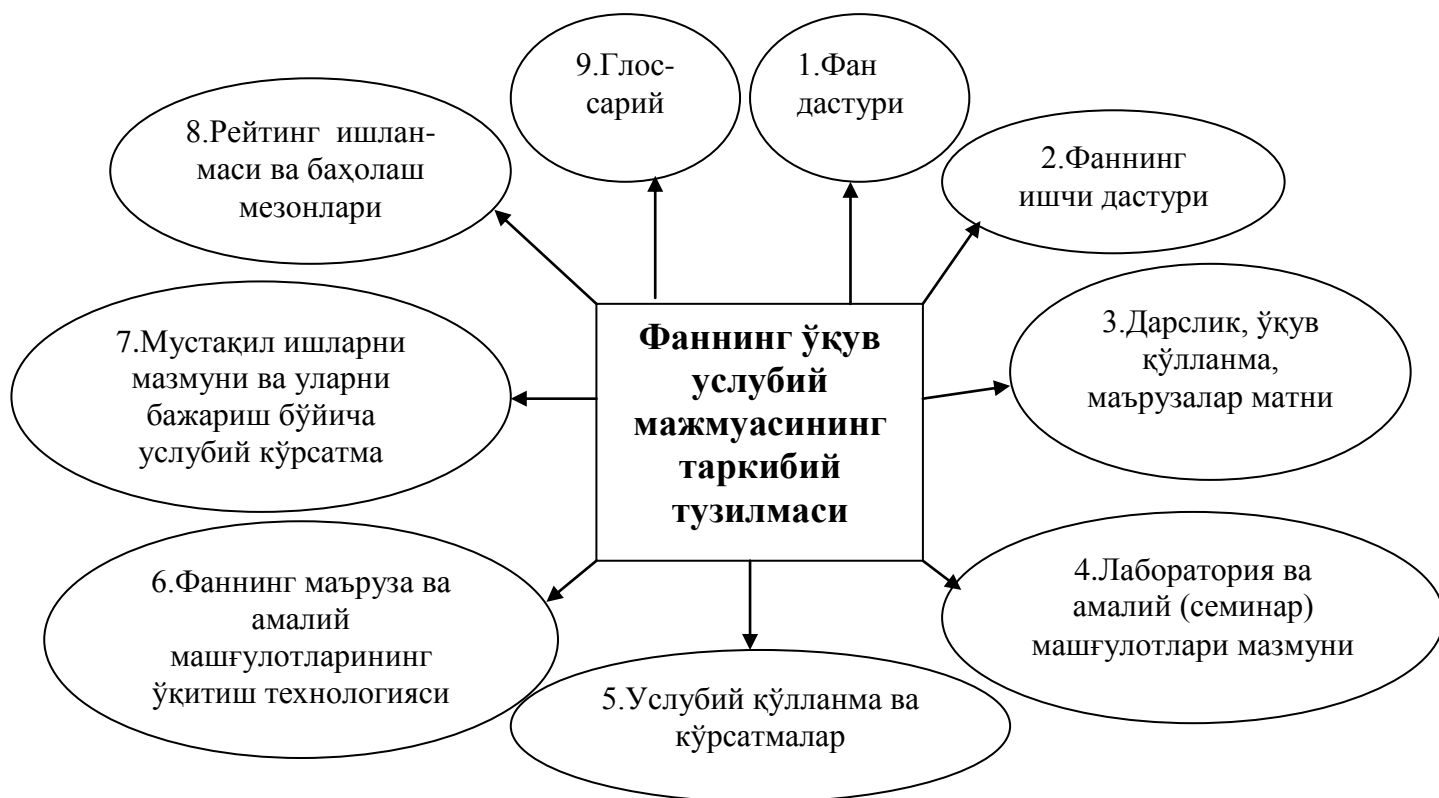 9.Глос-
сарий
1.Фан
дастури
8.Рейтинг ишлан-
маси ва баҳолаш
мезонлари
2.Фаннинг
ишчи дастури
Фаннинг ўқув
услубий
мажмуасининг
таркибий
тузилмаси
3.Дарслик, ўқув
қўлланма,
маърузалар матни
7.Мустақил ишларни
мазмуни ва уларни
бажариш бўйича
услубий кўрсатма
4.Лаборатория ва
амалий (семинар)
машғулотлари мазмуни
6.Фаннинг маъруза ва
амалий
машғулотларининг
ўқитиш технологияси
5.Услубий қўлланма ва
кўрсатмалар